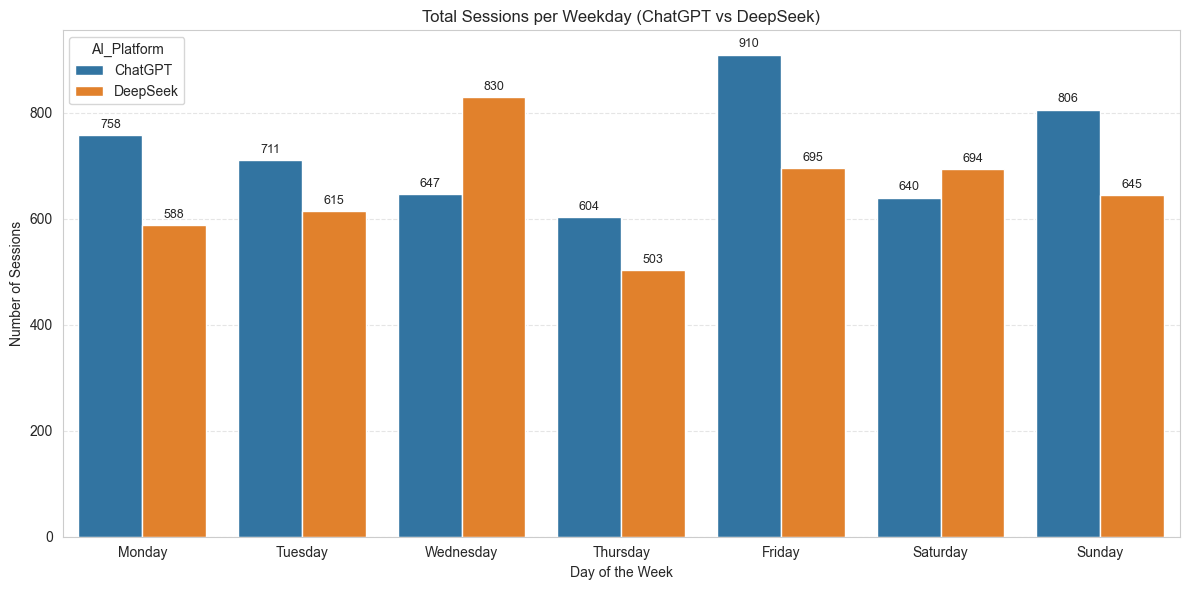 Total Sessions per Weekday (ChatGPT vs DeepSeek)
AI_Platform
ChatGPT
DeepSeek
Number of Sessions
800
600
400
200
0
758
588
711
615
647
830
604
503
910
695
640
694
806
645
Monday Tuesday Wednesday Thursday Friday Saturday Sunday
Day of the Week